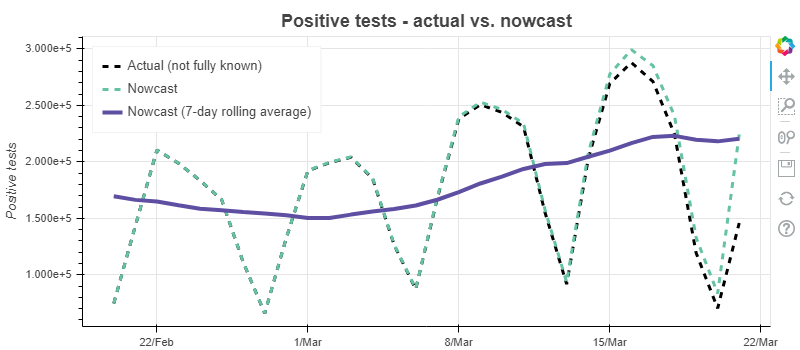 Positive tests - actual vs. nowcast
3.000e+5
2.500e+5
2.000e+5
1.500e+5
1.000e+5
Positive tests
Actual (not fully known)
Nowcast
Nowcast (7-day rolling average)
22/Feb
1/Mar
8/Mar
15/Mar
22/Mar